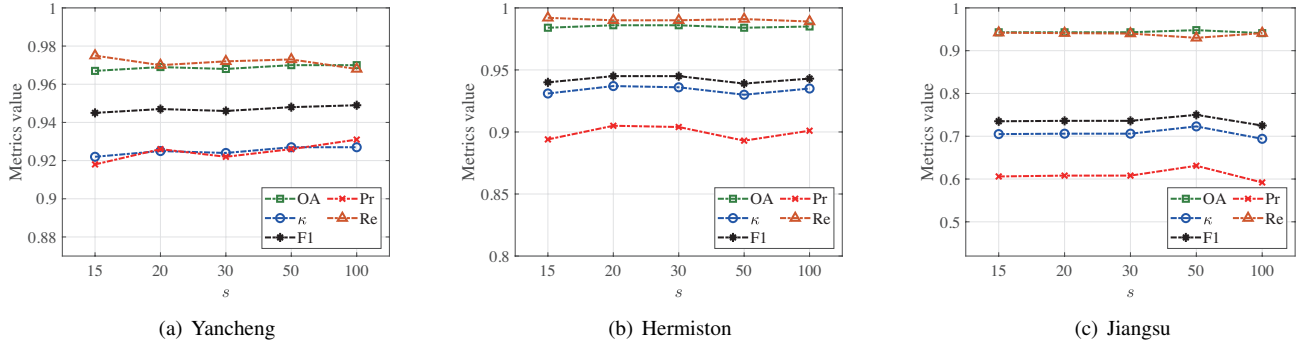 1
0.98
0.96
0.94
0.92
0.9
0.88
Metrics value
15 20 30 50 100
s
OA Pr
κ Re
F1
(a) Yancheng
1
0.95
0.9
0.85
0.8
Metrics value
15 20 30 50 100
s
OA Pr
κ Re
F1
(b) Hermiston
1
0.9
0.8
0.7
0.6
0.5
Metrics value
15 20 30 50 100
s
OA Pr
κ Re
F1
(c) Jiangsu